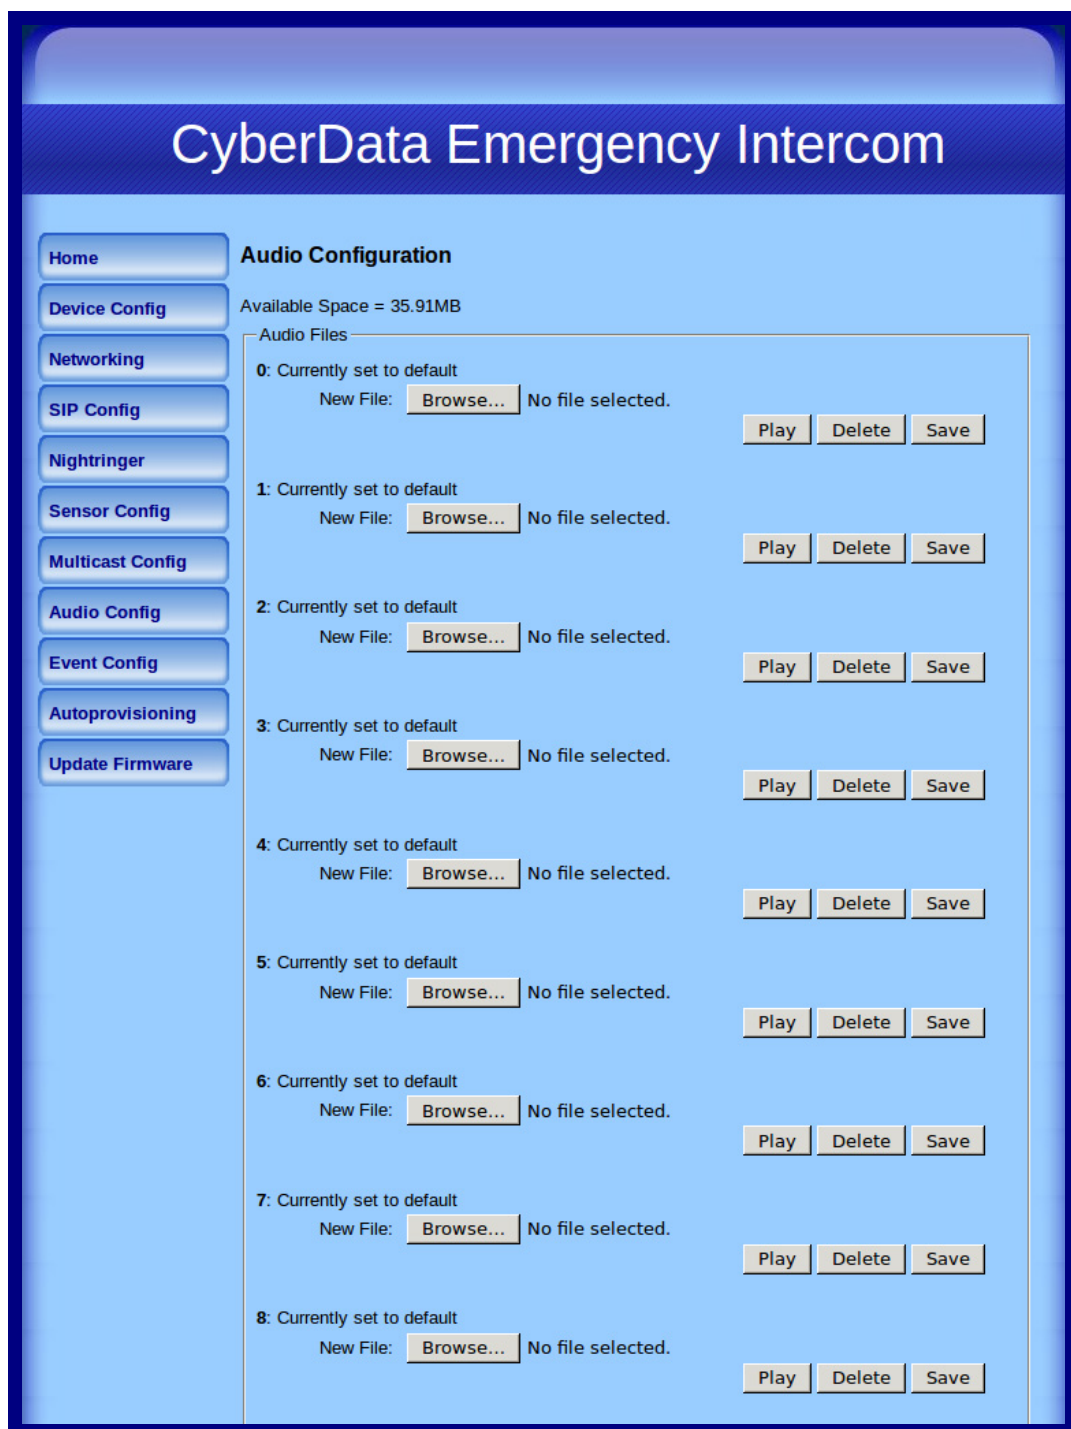 CyberData Emergency Intercom
Home
Device Config
Networking
SIP Config
Nightringer
Sensor Config
Multicast Config
Audio Config
Event Config
Autoprovisioning
Update Firmware
Audio Configuration
Available Space = 35.91MB
Audio Files
0: Currently set to default
New File: Browse... No file selected.
Play Delete Save
1: Currently set to default
New File: Browse... No file selected.
Play Delete Save
2: Currently set to default
New File: Browse... No file selected.
Play Delete Save
3: Currently set to default
New File: Browse... No file selected.
Play Delete Save
4: Currently set to default
New File: Browse... No file selected.
Play Delete Save
5: Currently set to default
New File: Browse... No file selected.
Play Delete Save
6: Currently set to default
New File: Browse... No file selected.
Play Delete Save
7: Currently set to default
New File: Browse... No file selected.
Play Delete Save
8: Currently set to default
New File: Browse... No file selected.
Play Delete Save